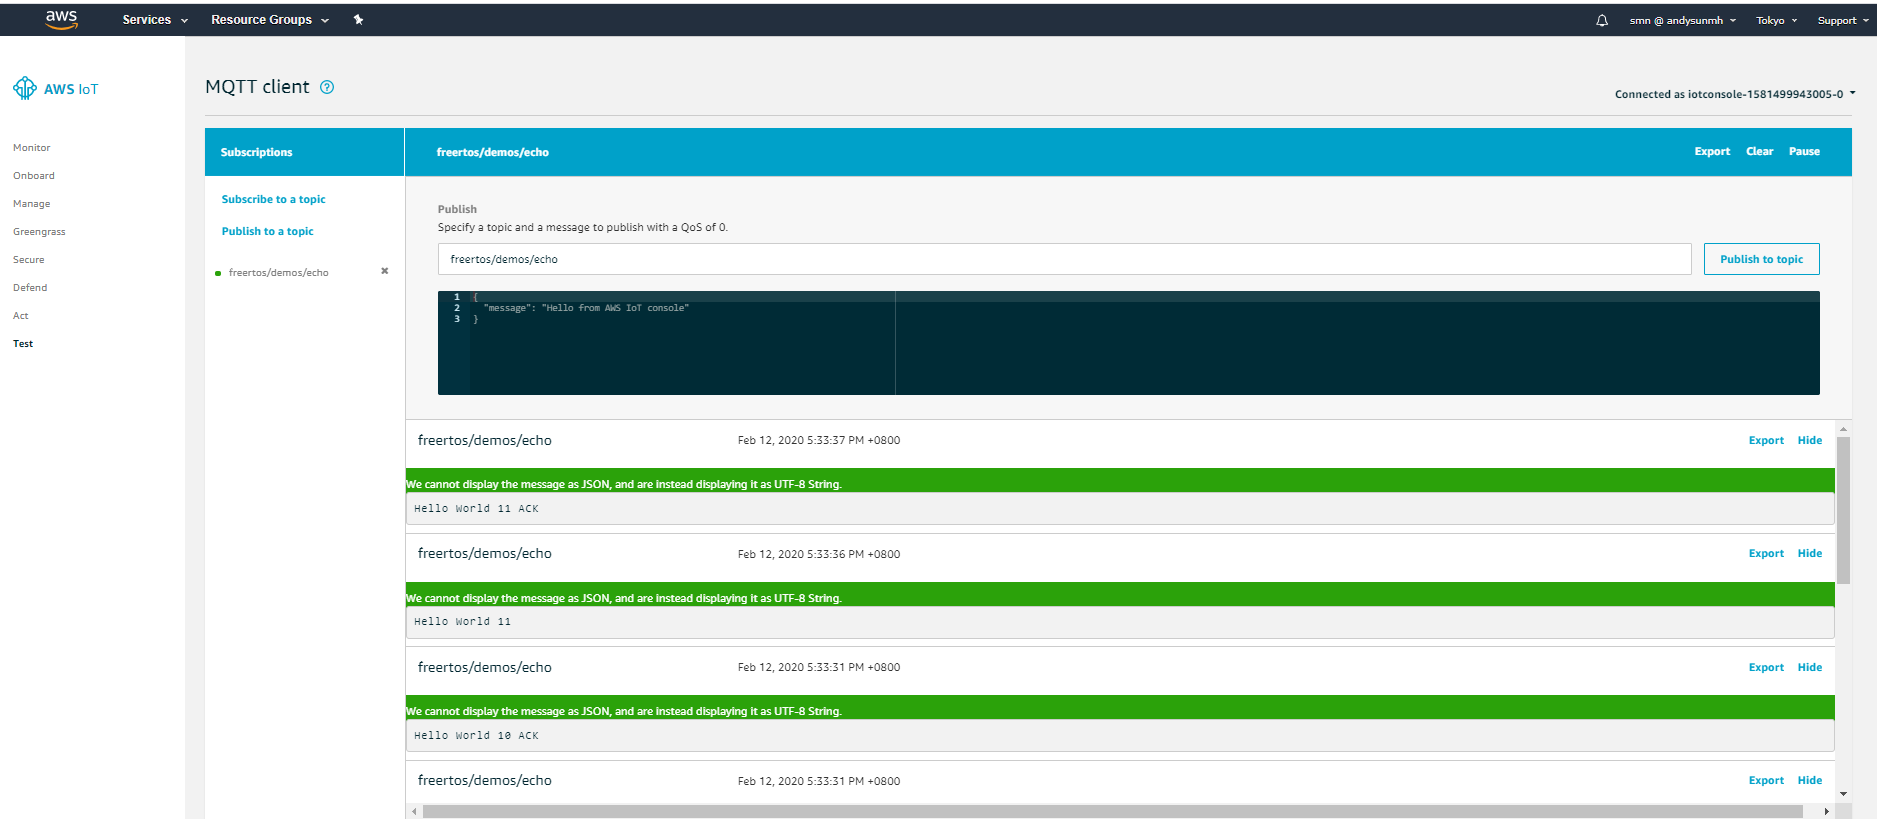 aws Services Resource Groups smn @ andysunmh Tokyo Support
AWS IoT
Monitor
Onboard
Manage
Greengrass
Secure
Defend
Act
Test
MQTT client ?
Connected as iotconsole-1581499943005-0
Subscriptions
Subscribe to a topic
Publish to a topic
freertos/demos/echo
freertos/demos/echo Export Clear Pause
Publish
Specify a topic and a message to publish with a QoS of 0.
freertos/demos/echo Publish to topic
1 {
2 "message": "Hello from AWS IoT console"
3 }
freertos/demos/echo Feb 12, 2020 5:33:37 PM +0800 Export Hide
We cannot display the message as JSON, and are instead displaying it as UTF-8 String.
Hello World 11 ACK
freertos/demos/echo Feb 12, 2020 5:33:36 PM +0800 Export Hide
We cannot display the message as JSON, and are instead displaying it as UTF-8 String.
Hello World 11
freertos/demos/echo Feb 12, 2020 5:33:31 PM +0800 Export Hide
We cannot display the message as JSON, and are instead displaying it as UTF-8 String.
Hello World 10 ACK
freertos/demos/echo Feb 12, 2020 5:33:31 PM +0800 Export Hide